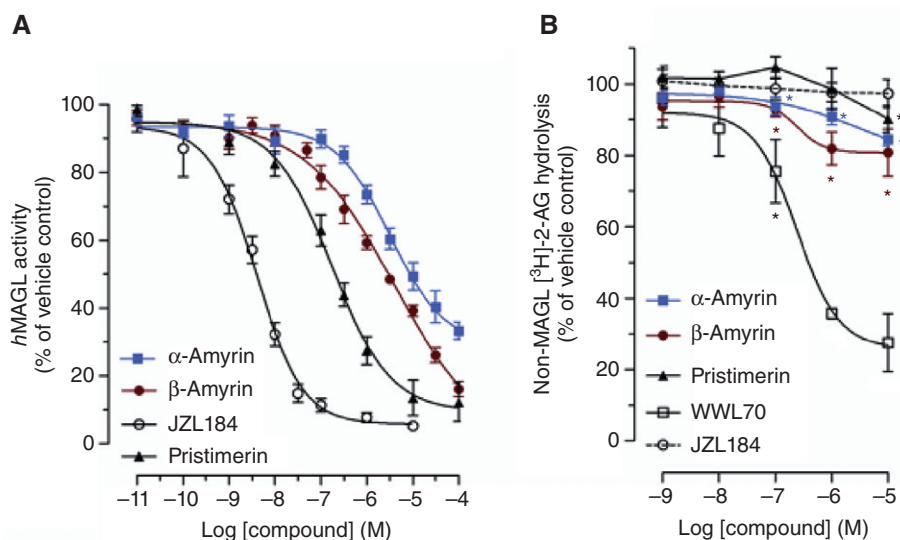 A
hMAGL activity
(% of vehicle control)
100
80
60
40
20
0
α-Amyrin
β-Amyrin
JZL184
Pristimerin
−11
−10
−9
−8
−7
−6
−5
−4
Log [compound] (M)
B
Non-MAGL [³H]-2-AG hydrolysis
(% of vehicle control)
100
80
60
40
20
0
*
*
*
*
*
*
*
*
α-Amyrin
β-Amyrin
Pristimerin
WWL70
JZL184
−9
−8
−7
−6
−5
Log [compound] (M)